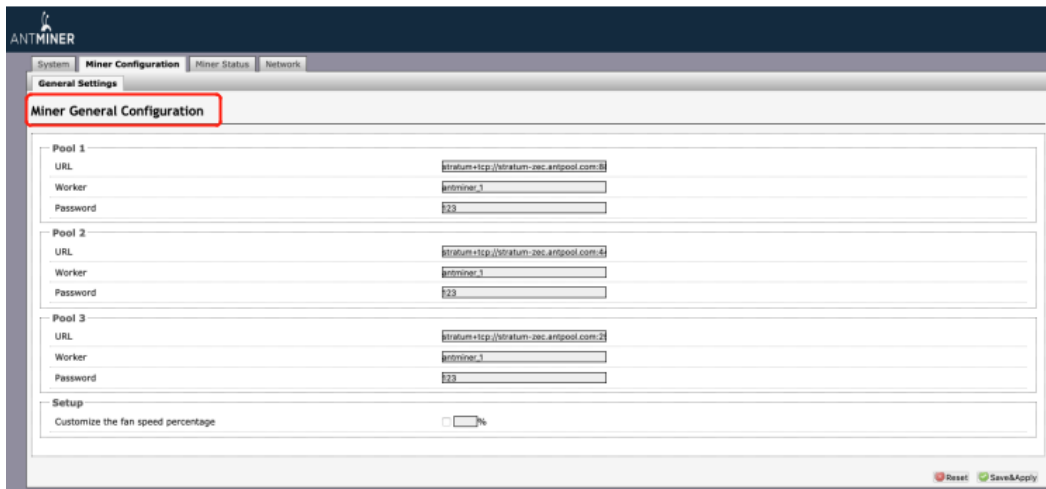 ANTMINER
System Miner Configuration Miner Status Network
General Settings
Miner General Configuration
Pool 1
URL stratum+tcp://stratum-zec.antpool.com:88
Worker antminer_1
Password 123
Pool 2
URL stratum+tcp://stratum-zec.antpool.com:44
Worker antminer_1
Password 123
Pool 3
URL stratum+tcp://stratum-zec.antpool.com:25
Worker antminer_1
Password 123
Setup
Customize the fan speed percentage %
Reset Save&Apply